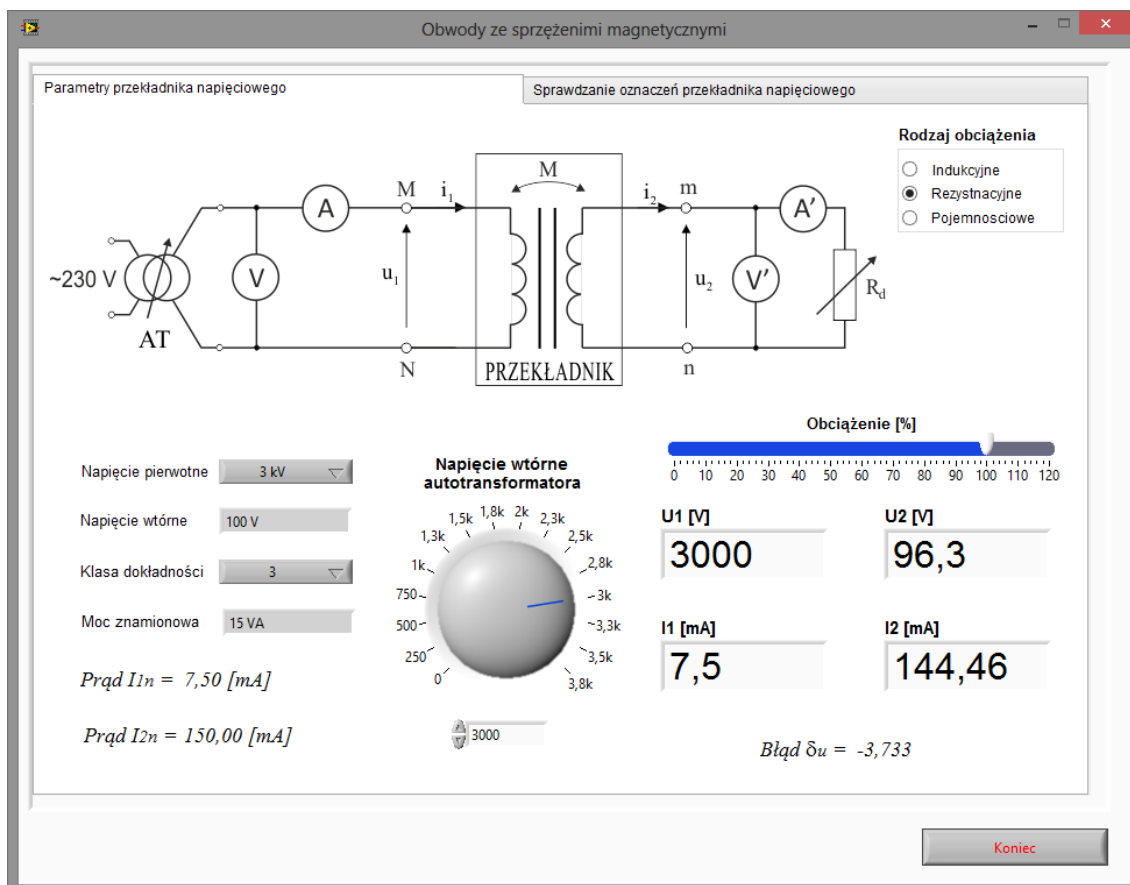 Obwody ze sprzężenimi magnetycznymi
Parametry przekładnika napięciowego
Sprawdzanie oznaczeń przekładnika napięciowego
Rodzaj obciążenia
Indukcyjne
Rezystnacyjne
Pojemnosciowe
~230 V
AT
V
A
M
i1
u1
N
M
PRZEKŁADNIK
i2
m
u2
n
V'
A'
Rd
Napięcie pierwotne 3 kV
Napięcie wtórne 100 V
Klasa dokładności 3
Moc znamionowa 15 VA
Prąd I1n = 7,50 [mA]
Prąd I2n = 150,00 [mA]
Napięcie wtórne
autotransformatora
0
250
500
750
1k
1,3k
1,5k
1,8k
2k
2,3k
2,5k
2,8k
3k
3,3k
3,5k
3,8k
3000
Obciążenie [%]
0 10 20 30 40 50 60 70 80 90 100 110 120
U1 [V] U2 [V]
3000 96,3
I1 [mA] I2 [mA]
7,5 144,46
Błąd δu = -3,733
Koniec